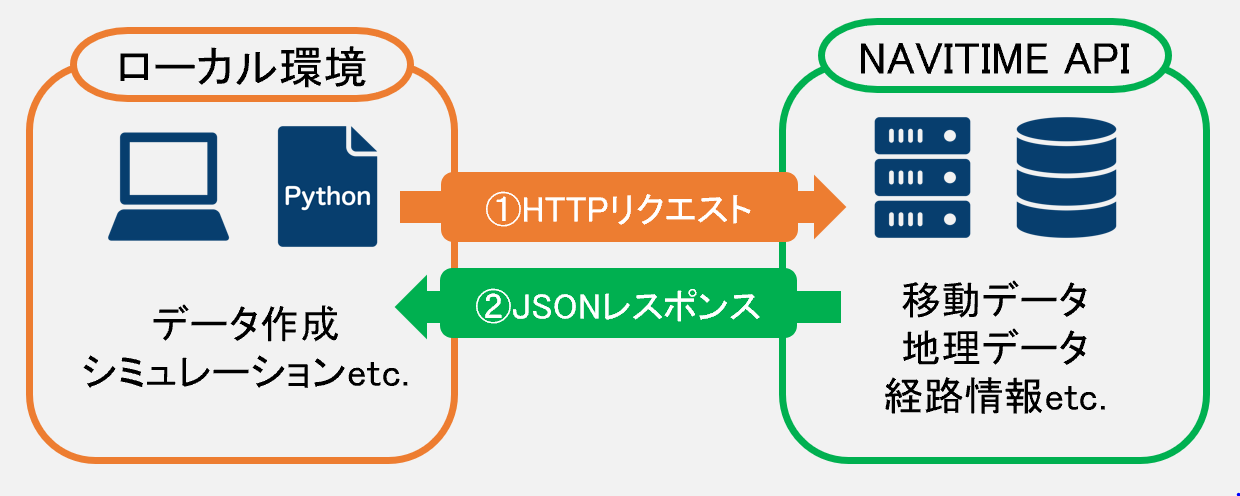 ローカル環境
NAVITIME API
Python
①HTTPリクエスト
②JSONレスポンス
データ作成
シミュレーションetc.
移動データ
地理データ
経路情報etc.